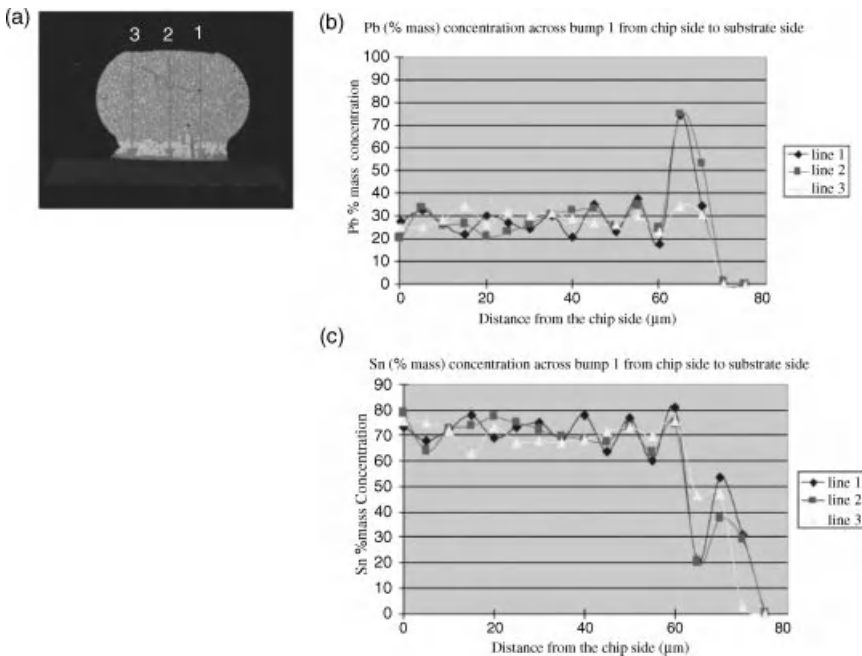 (a)
3 2 1
(b)
Pb (% mass) concentration across bump 1 from chip side to substrate side
100
90
80
70
60
50
40
30
20
10
0
Pb % mass concentration
0 20 40 60 80
Distance from the chip side (µm)
line 1
line 2
line 3
(c)
Sn (% mass) concentration across bump 1 from chip side to substrate side
90
80
70
60
50
40
30
20
10
0
Sn %mass Concentration
0 20 40 60 80
Distance from the chip side (µm)
line 1
line 2
line 3